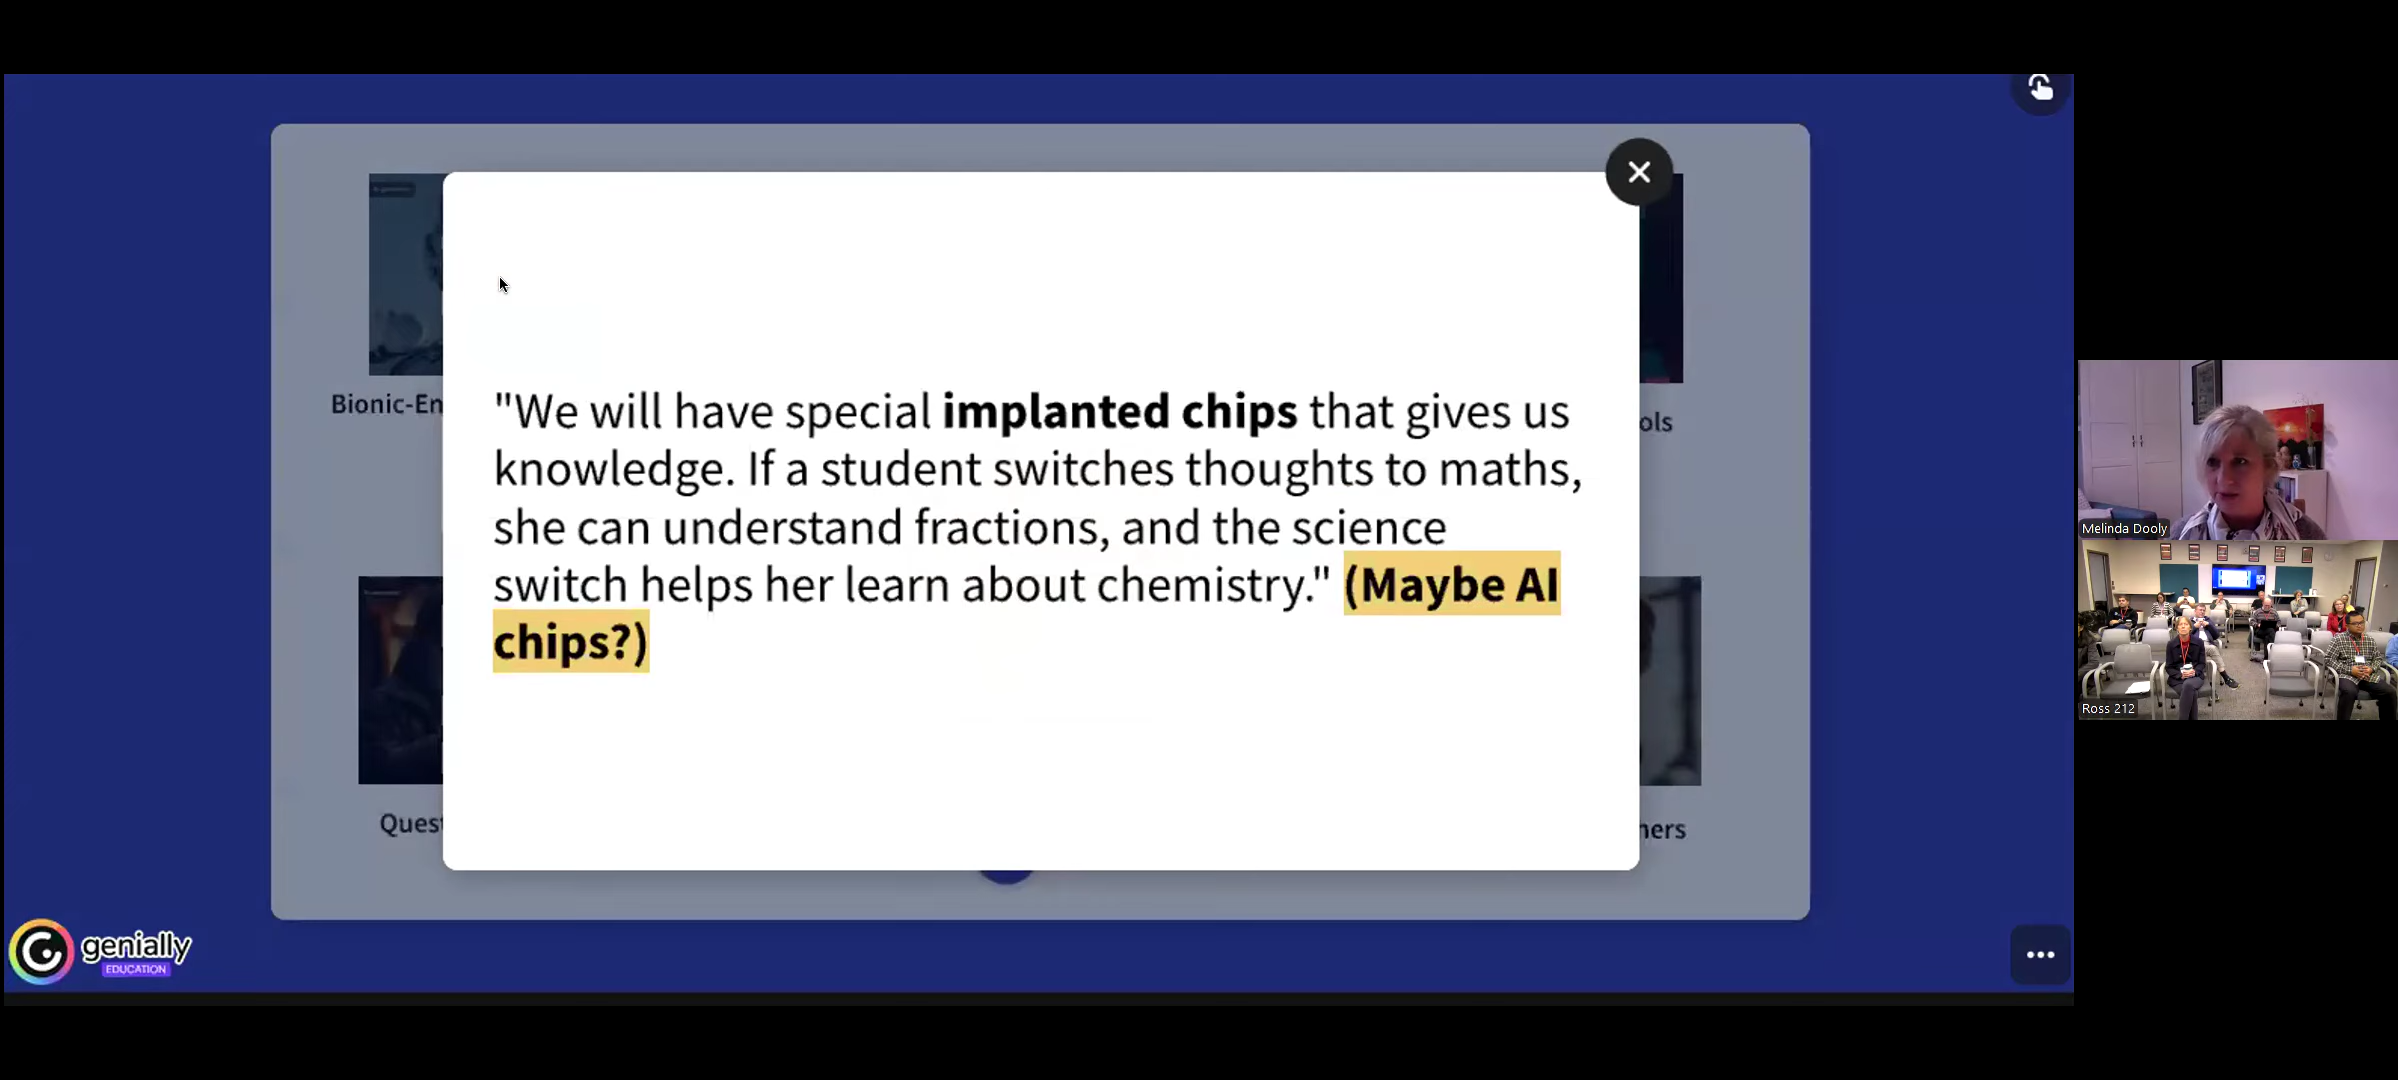 "We will have special implanted chips that gives us
knowledge. If a student switches thoughts to maths,
she can understand fractions, and the science
switch helps her learn about chemistry." (Maybe AI
chips?)
Bionic-En
ols
Quest
ners
genially
EDUCATION
Melinda Dooly
Ross 212